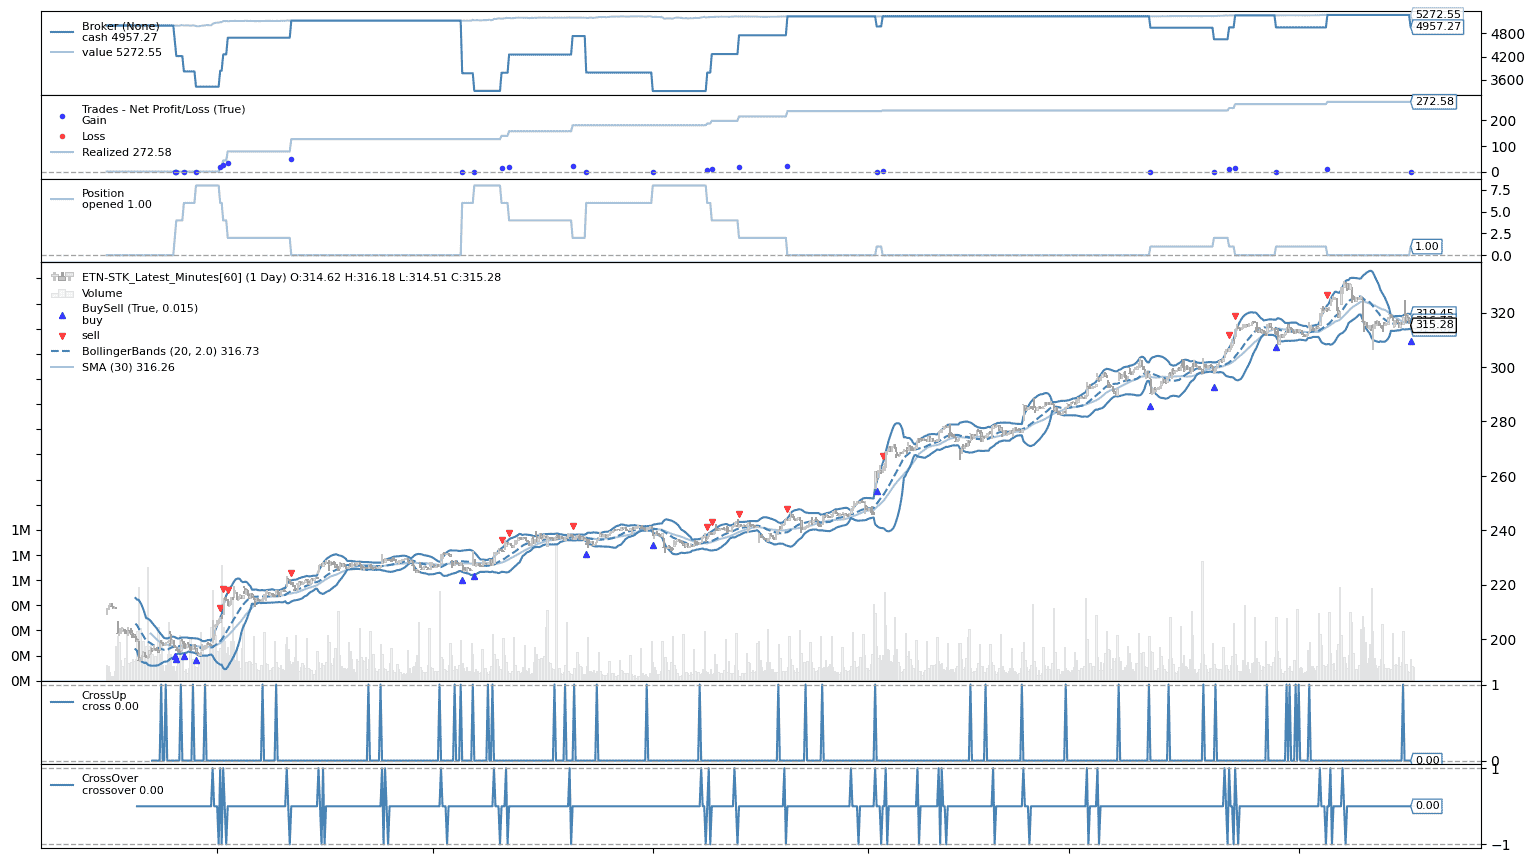 Broker (None)
cash 4957.27
value 5272.55
5272.55
4957.27
4800
4200
3600
Trades - Net Profit/Loss (True)
Gain
Loss
Realized 272.58
272.58
200
100
0
Position
opened 1.00
7.5
5.0
2.5
1.00
0.0
ETN-STK_Latest_Minutes[60] (1 Day) O:314.62 H:316.18 L:314.51 C:315.28
Volume
BuySell (True, 0.015)
buy
sell
BollingerBands (20, 2.0) 316.73
SMA (30) 316.26
319.45
315.28
320
300
280
260
240
220
200
1M
1M
1M
0M
0M
0M
0M
CrossUp
cross 0.00
1
0.00
0
CrossOver
crossover 0.00
1
0.00
−1